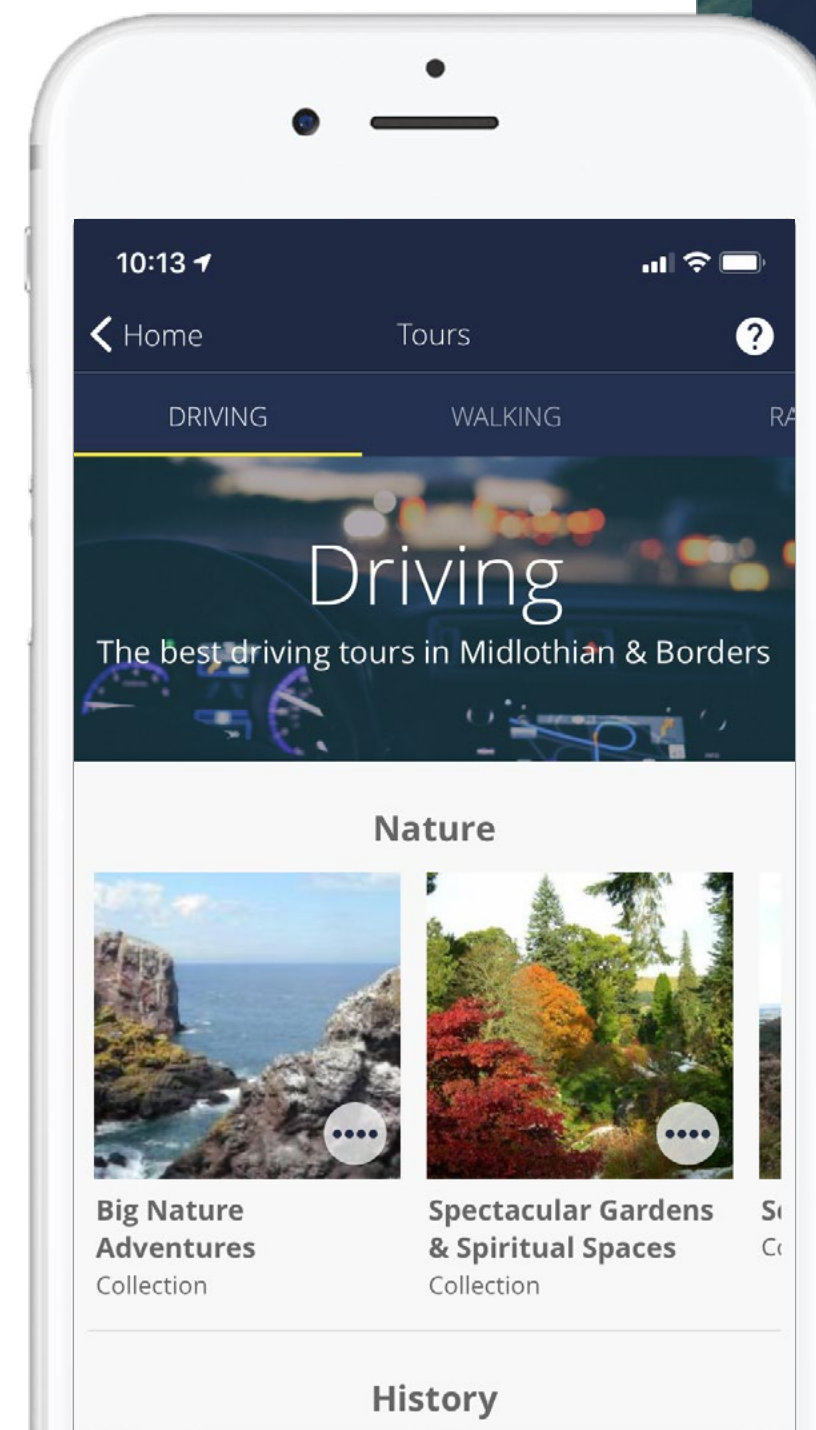 10:13
Home Tours ?
DRIVING WALKING
Driving
The best driving tours in Midlothian & Borders
Nature
Big Nature Adventures
Collection
Spectacular Gardens
& Spiritual Spaces
Collection
History